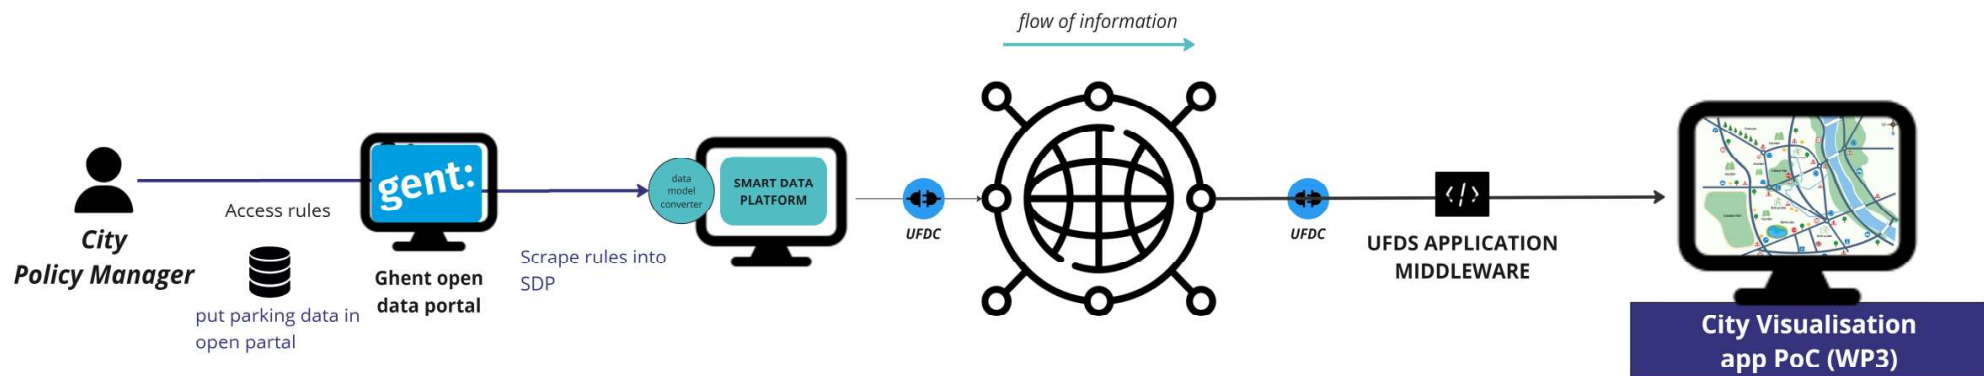 flow of information
Access rules
City
Policy Manager
put parking data in
open partal
gent:
Ghent open
data portal
Scrape rules into
SDP
data
model
converter
SMART DATA
PLATFORM
UFDC
UFDC
</>
UFDS APPLICATION
MIDDLEWARE
City Visualisation
app PoC (WP3)